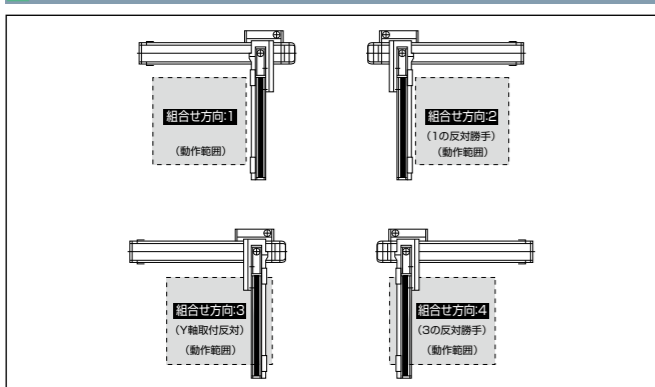 組合せ方向:1
(動作範囲)
組合せ方向:2
(1の反対勝手)
(動作範囲)
組合せ方向:3
(Y軸取付反対)
(動作範囲)
組合せ方向:4
(3の反対勝手)
(動作範囲)